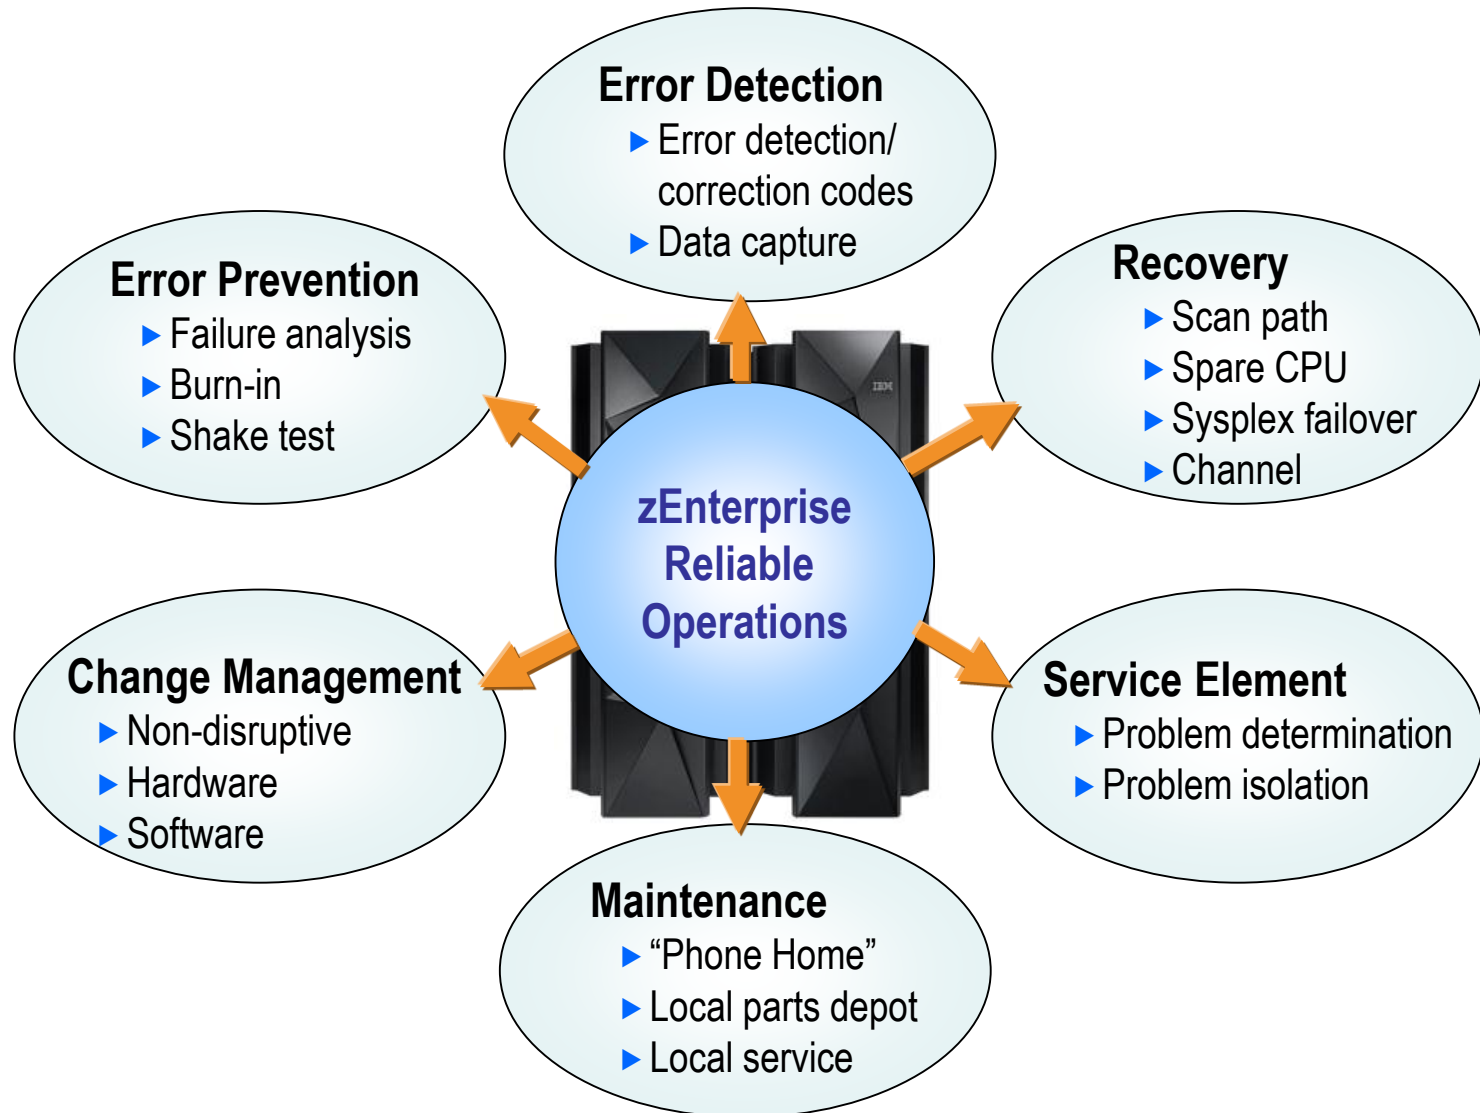 Error Detection
Error detection/
correction codes
Data capture
Error Prevention
Failure analysis
Burn-in
Shake test
Recovery
Scan path
Spare CPU
Sysplex failover
Channel
IBM
zEnterprise
Reliable
Operations
Change Management
Non-disruptive
Hardware
Software
Service Element
Problem determination
Problem isolation
Maintenance
“Phone Home”
Local parts depot
Local service